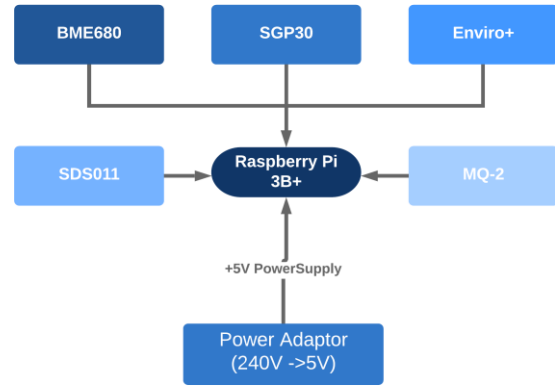 BME680
SGP30
Enviro+
SDS011
Raspberry Pi
3B+
MQ-2
+5V PowerSupply
Power Adaptor
(240V ->5V)